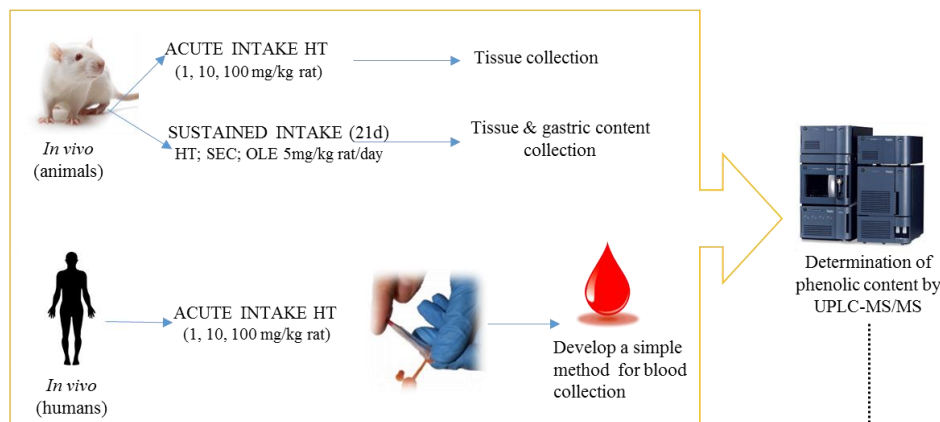 ACUTE INTAKE HT
(1, 10, 100 mg/kg rat)
Tissue collection
SUSTAINED INTAKE (21d)
HT; SEC; OLE 5mg/kg rat/day
Tissue & gastric content
collection
In vivo
(animals)
Determination of
phenolic content by
UPLC-MS/MS
ACUTE INTAKE HT
(1, 10, 100 mg/kg rat)
Develop a simple
method for blood
collection
In vivo
(humans)